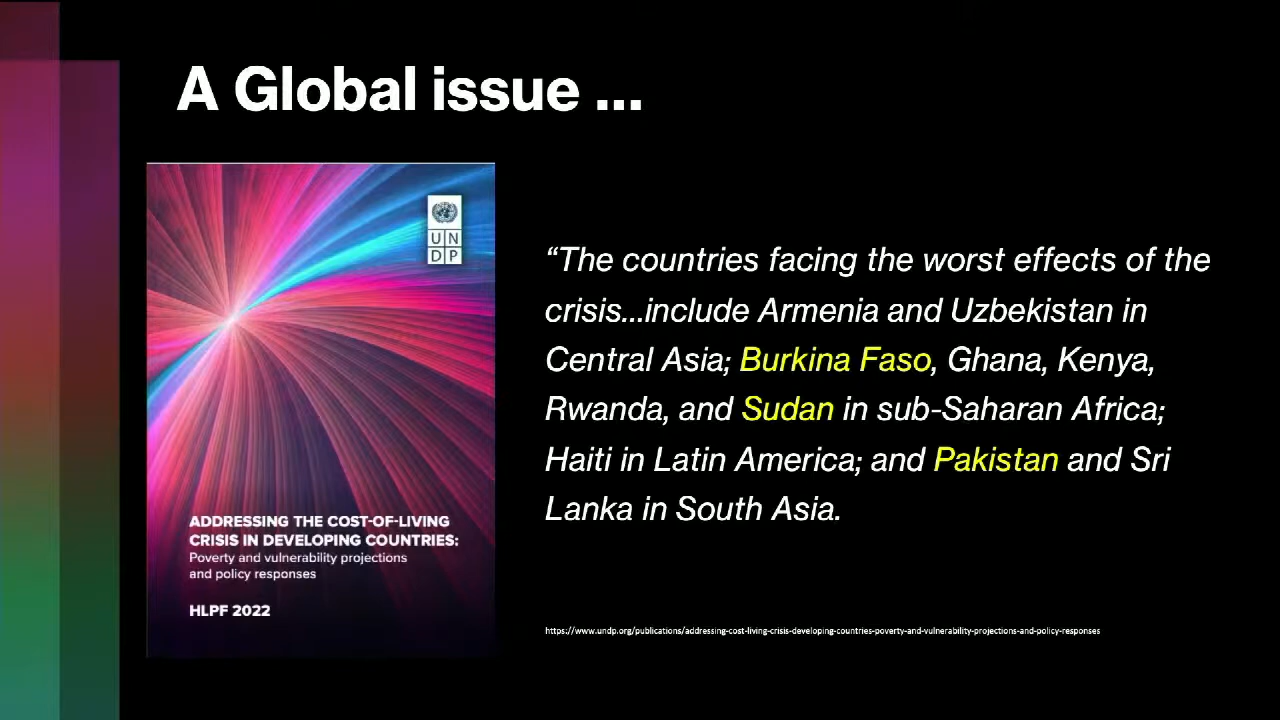 A Global issue ...
UN
DP
ADDRESSING THE COST-OF-LIVING
CRISIS IN DEVELOPING COUNTRIES:
Poverty and vulnerability projections
and policy responses
HLPF 2022
“The countries facing the worst effects of the
crisis...include Armenia and Uzbekistan in
Central Asia; Burkina Faso, Ghana, Kenya,
Rwanda, and Sudan in sub-Saharan Africa;
Haiti in Latin America; and Pakistan and Sri
Lanka in South Asia.
https://www.undp.org/publications/addressing-cost-living-crisis-developing-countries-poverty-and-vulnerability-projections-and-policy-responses